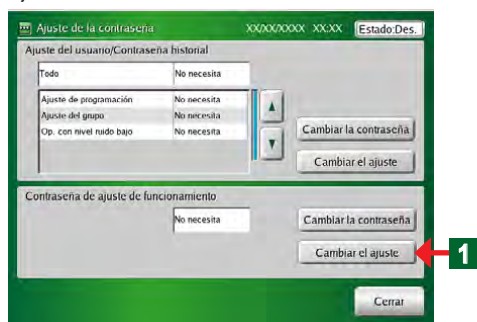 Ajuste de la contraseña XX/XX/XXXX XX:XX Estado:Des.
Ajuste del usuario/Contraseña historial
Todo No necesita
Ajuste de programación No necesita
Ajuste del grupo No necesita
Op. con nivel ruido bajo No necesita
Cambiar la contraseña
Cambiar el ajuste
Contraseña de ajuste de funcionamiento
No necesita Cambiar la contraseña
Cambiar el ajuste 1
Cerrar